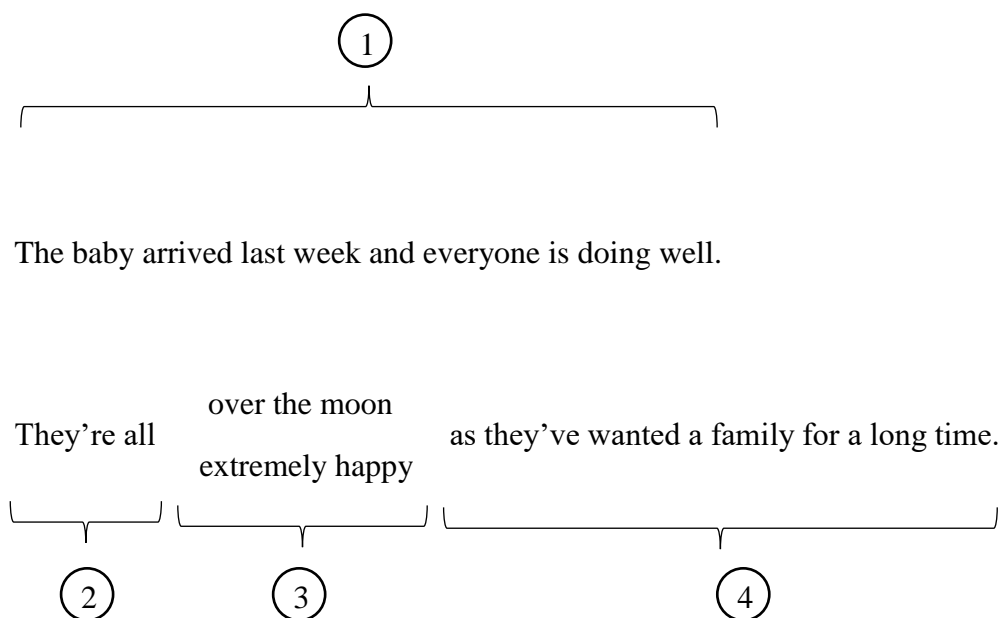 1
The baby arrived last week and everyone is doing well.
over the moon
They're all
as they've wanted a family for a long time.
extremely happy
2
3
4